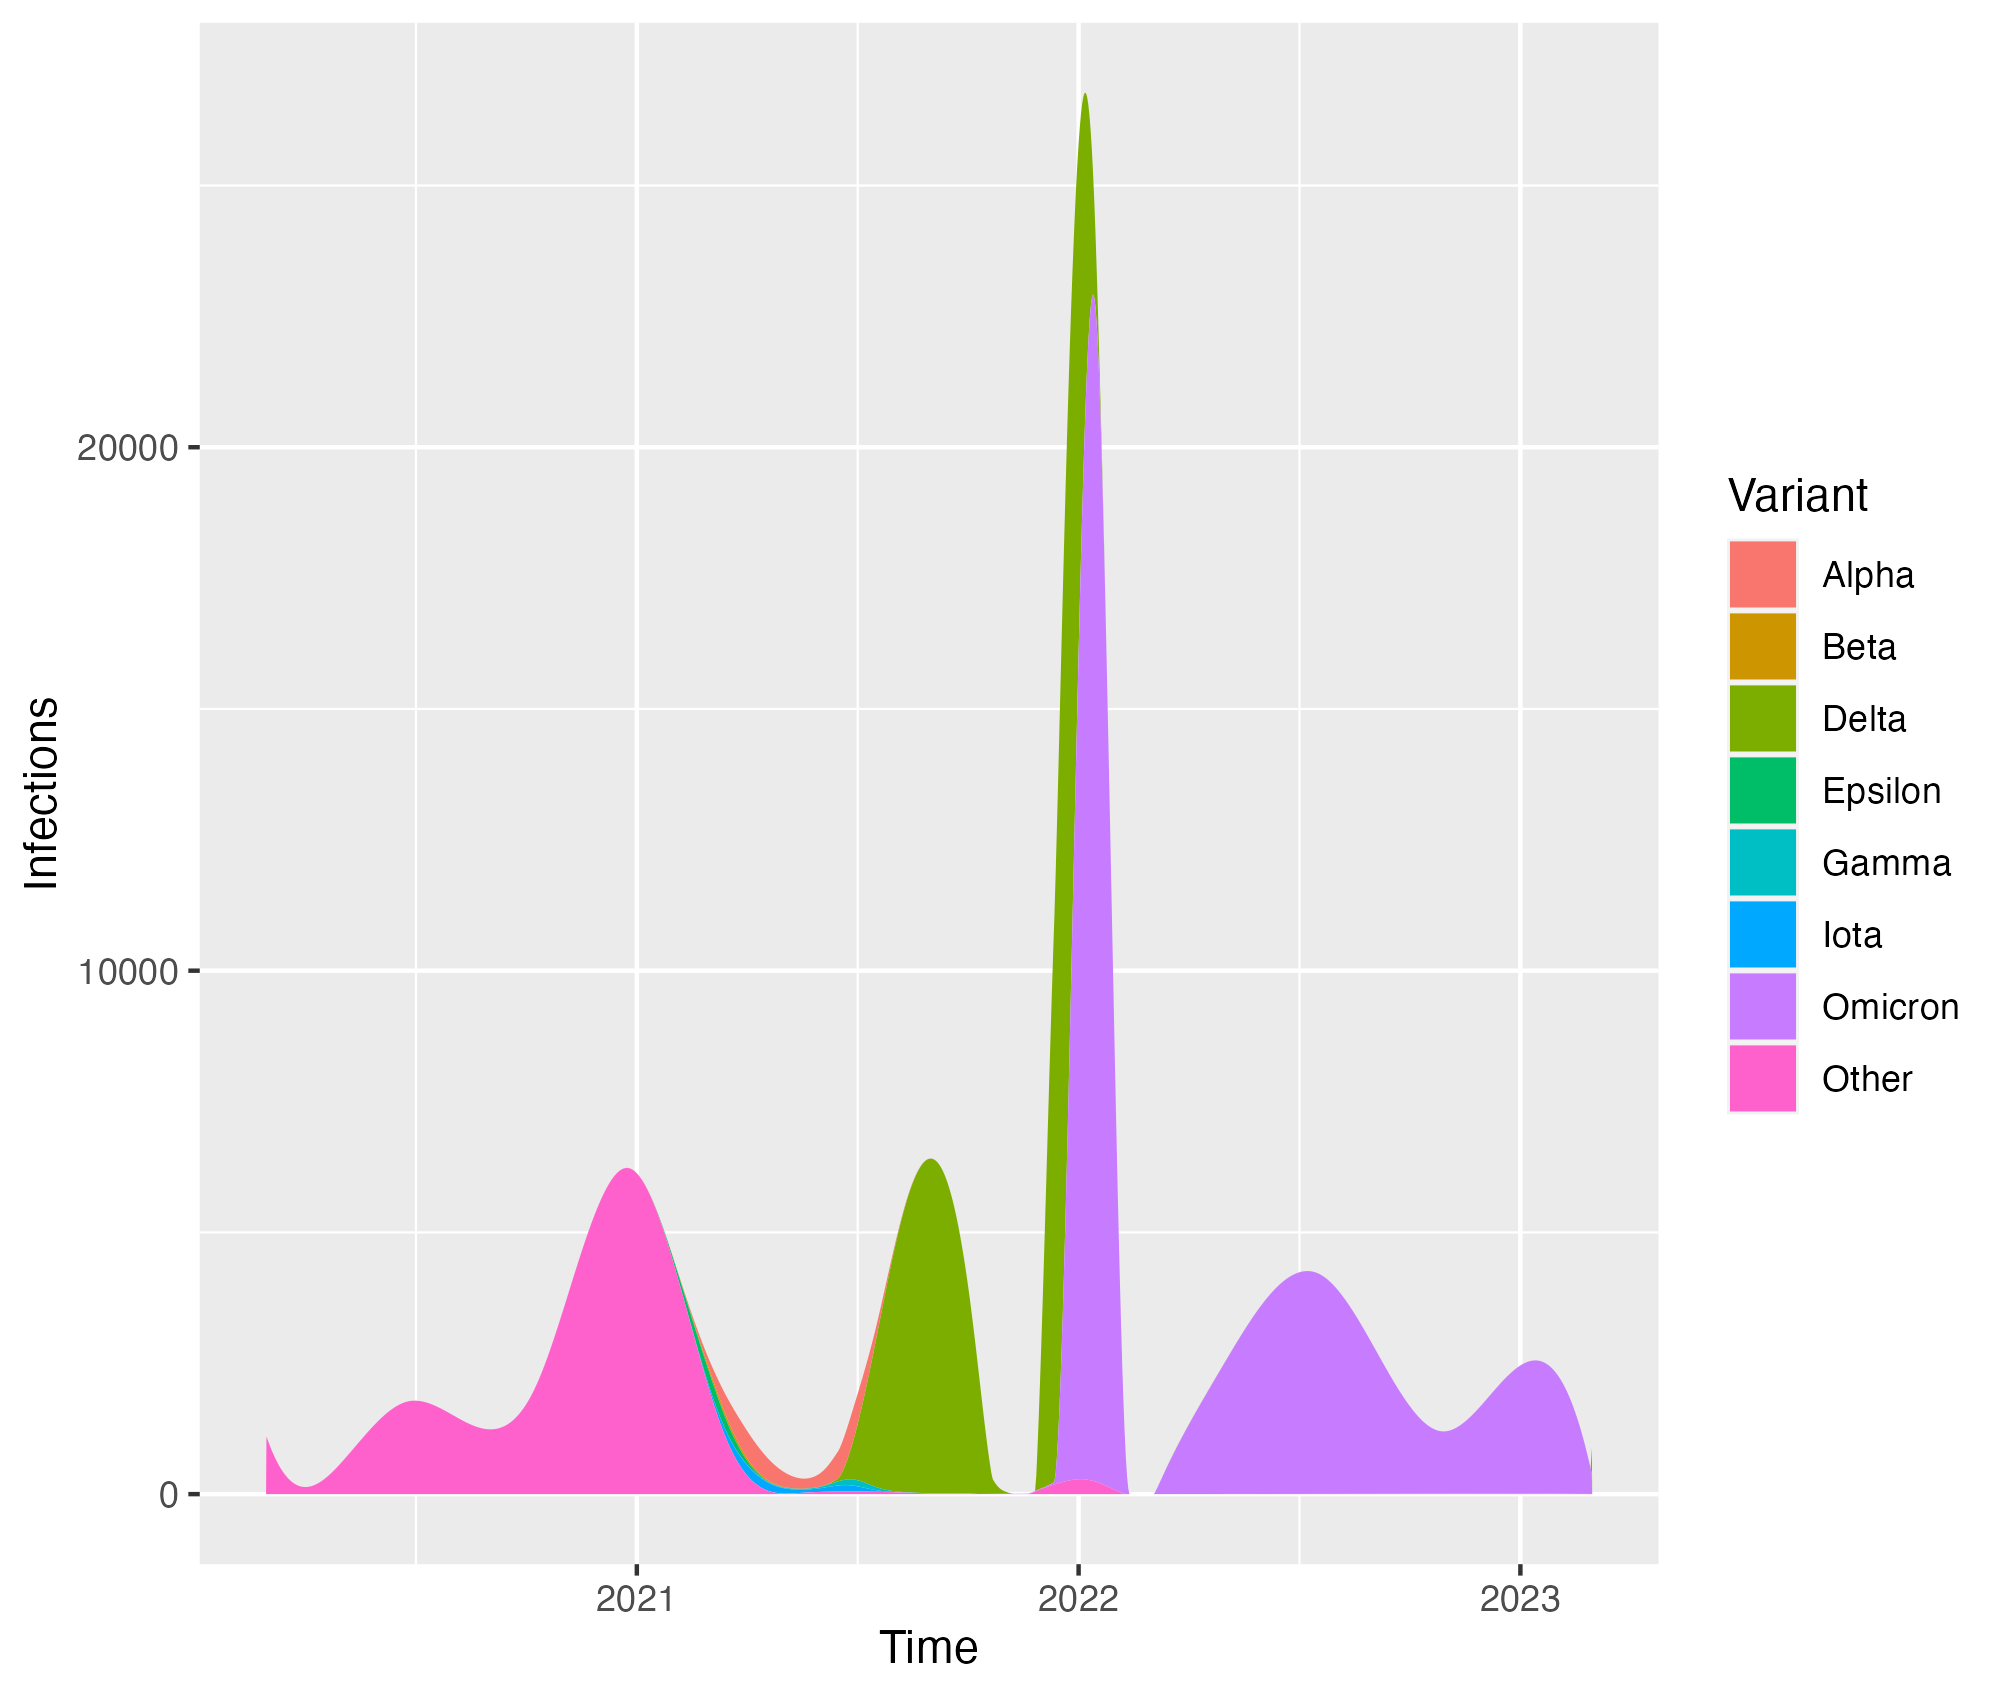 Infections
20000
10000
0
2021
2022
2023
Time
Variant
Alpha
Beta
Delta
Epsilon
Gamma
Iota
Omicron
Other